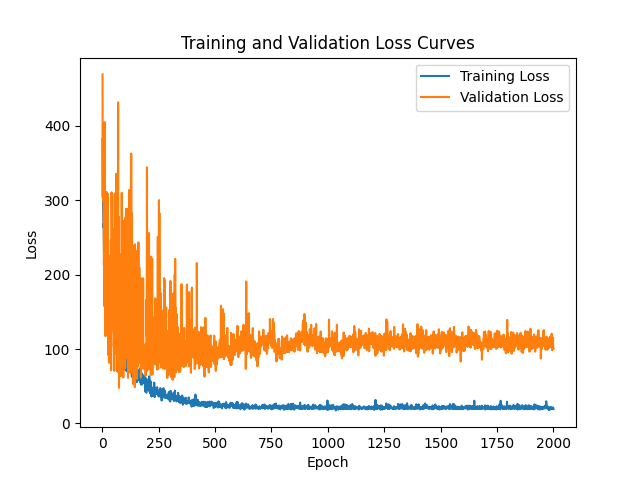 Training and Validation Loss Curves
Training Loss
Validation Loss
400
300
200
100
0
Loss
0 250 500 750 1000 1250 1500 1750 2000
Epoch